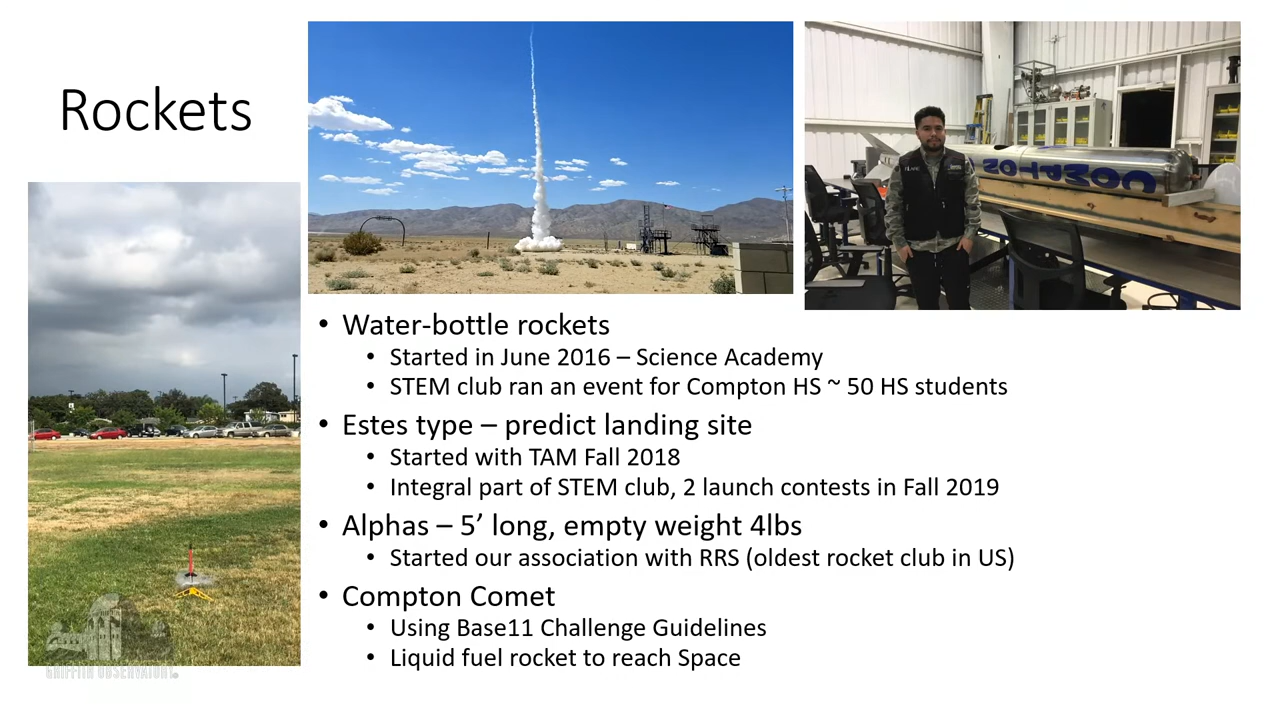 Rockets
COMPTON
• Water-bottle rockets
• Started in June 2016 – Science Academy
• STEM club ran an event for Compton HS ~ 50 HS students
• Estes type – predict landing site
• Started with TAM Fall 2018
• Integral part of STEM club, 2 launch contests in Fall 2019
• Alphas – 5’ long, empty weight 4lbs
• Started our association with RRS (oldest rocket club in US)
• Compton Comet
• Using Base11 Challenge Guidelines
• Liquid fuel rocket to reach Space
GRIFFITH OBSERVATORY